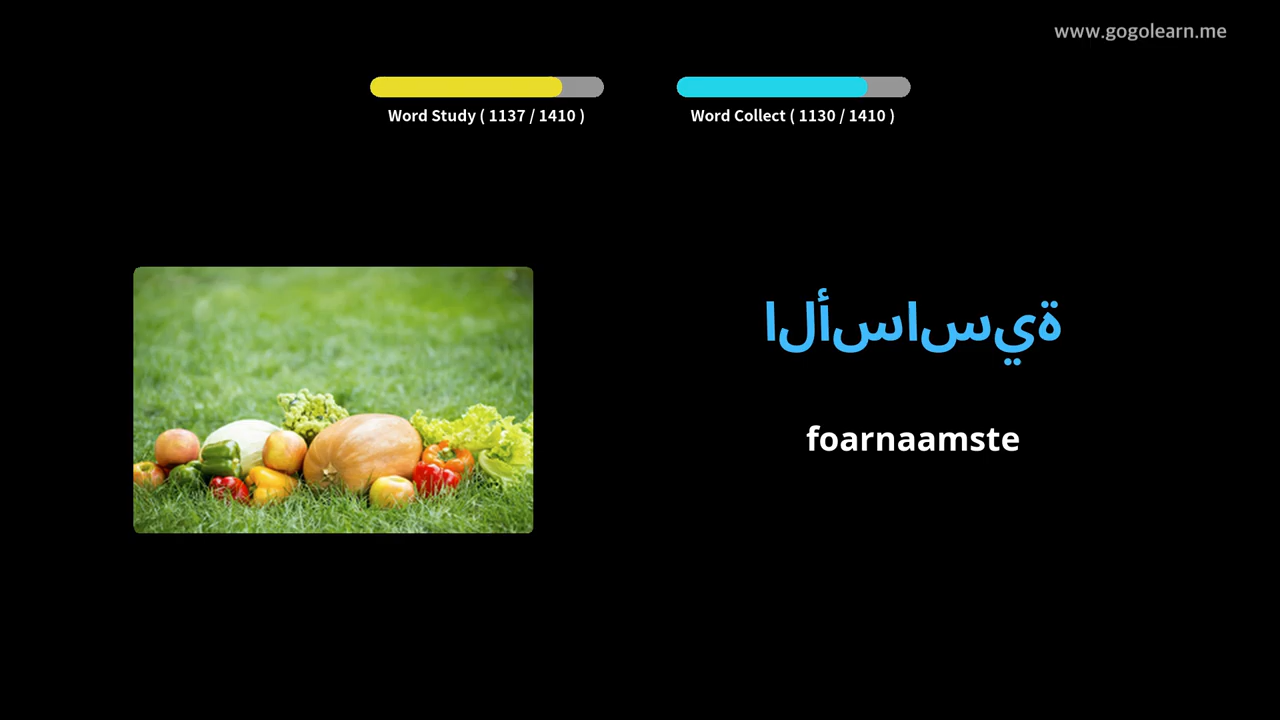 www.gogolearn.me
Word Study ( 1137 / 1410 )
Word Collect ( 1130 / 1410 )
الأساسية
foarnaamste